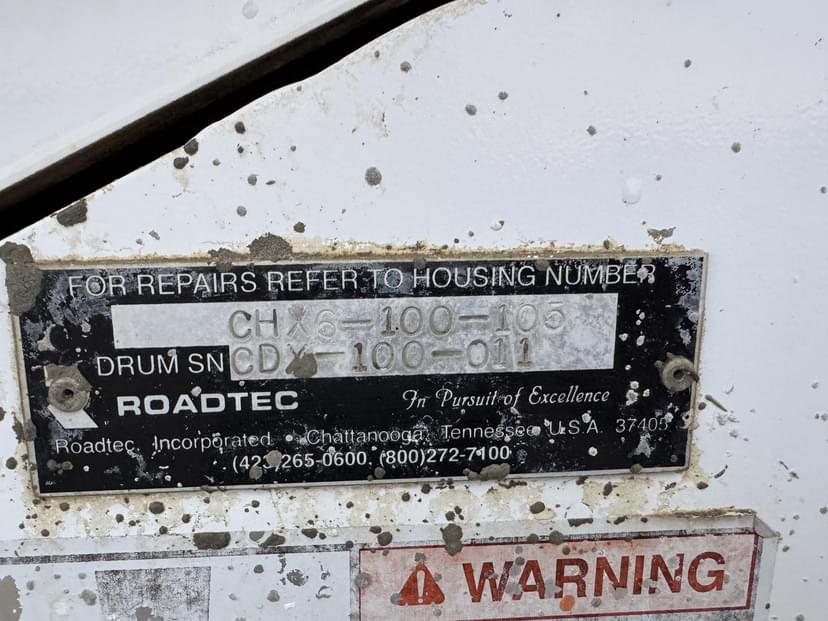 FOR REPAIRS REFER TO HOUSING NUMBER
CHX6-100-105
DRUM SN CDX-100-011
ROADTEC In Pursuit of Excellence
Roadtec, Incorporated • Chattanooga, Tennessee U.S.A. 37405
(423)265-0600, (800)272-7100
WARNING